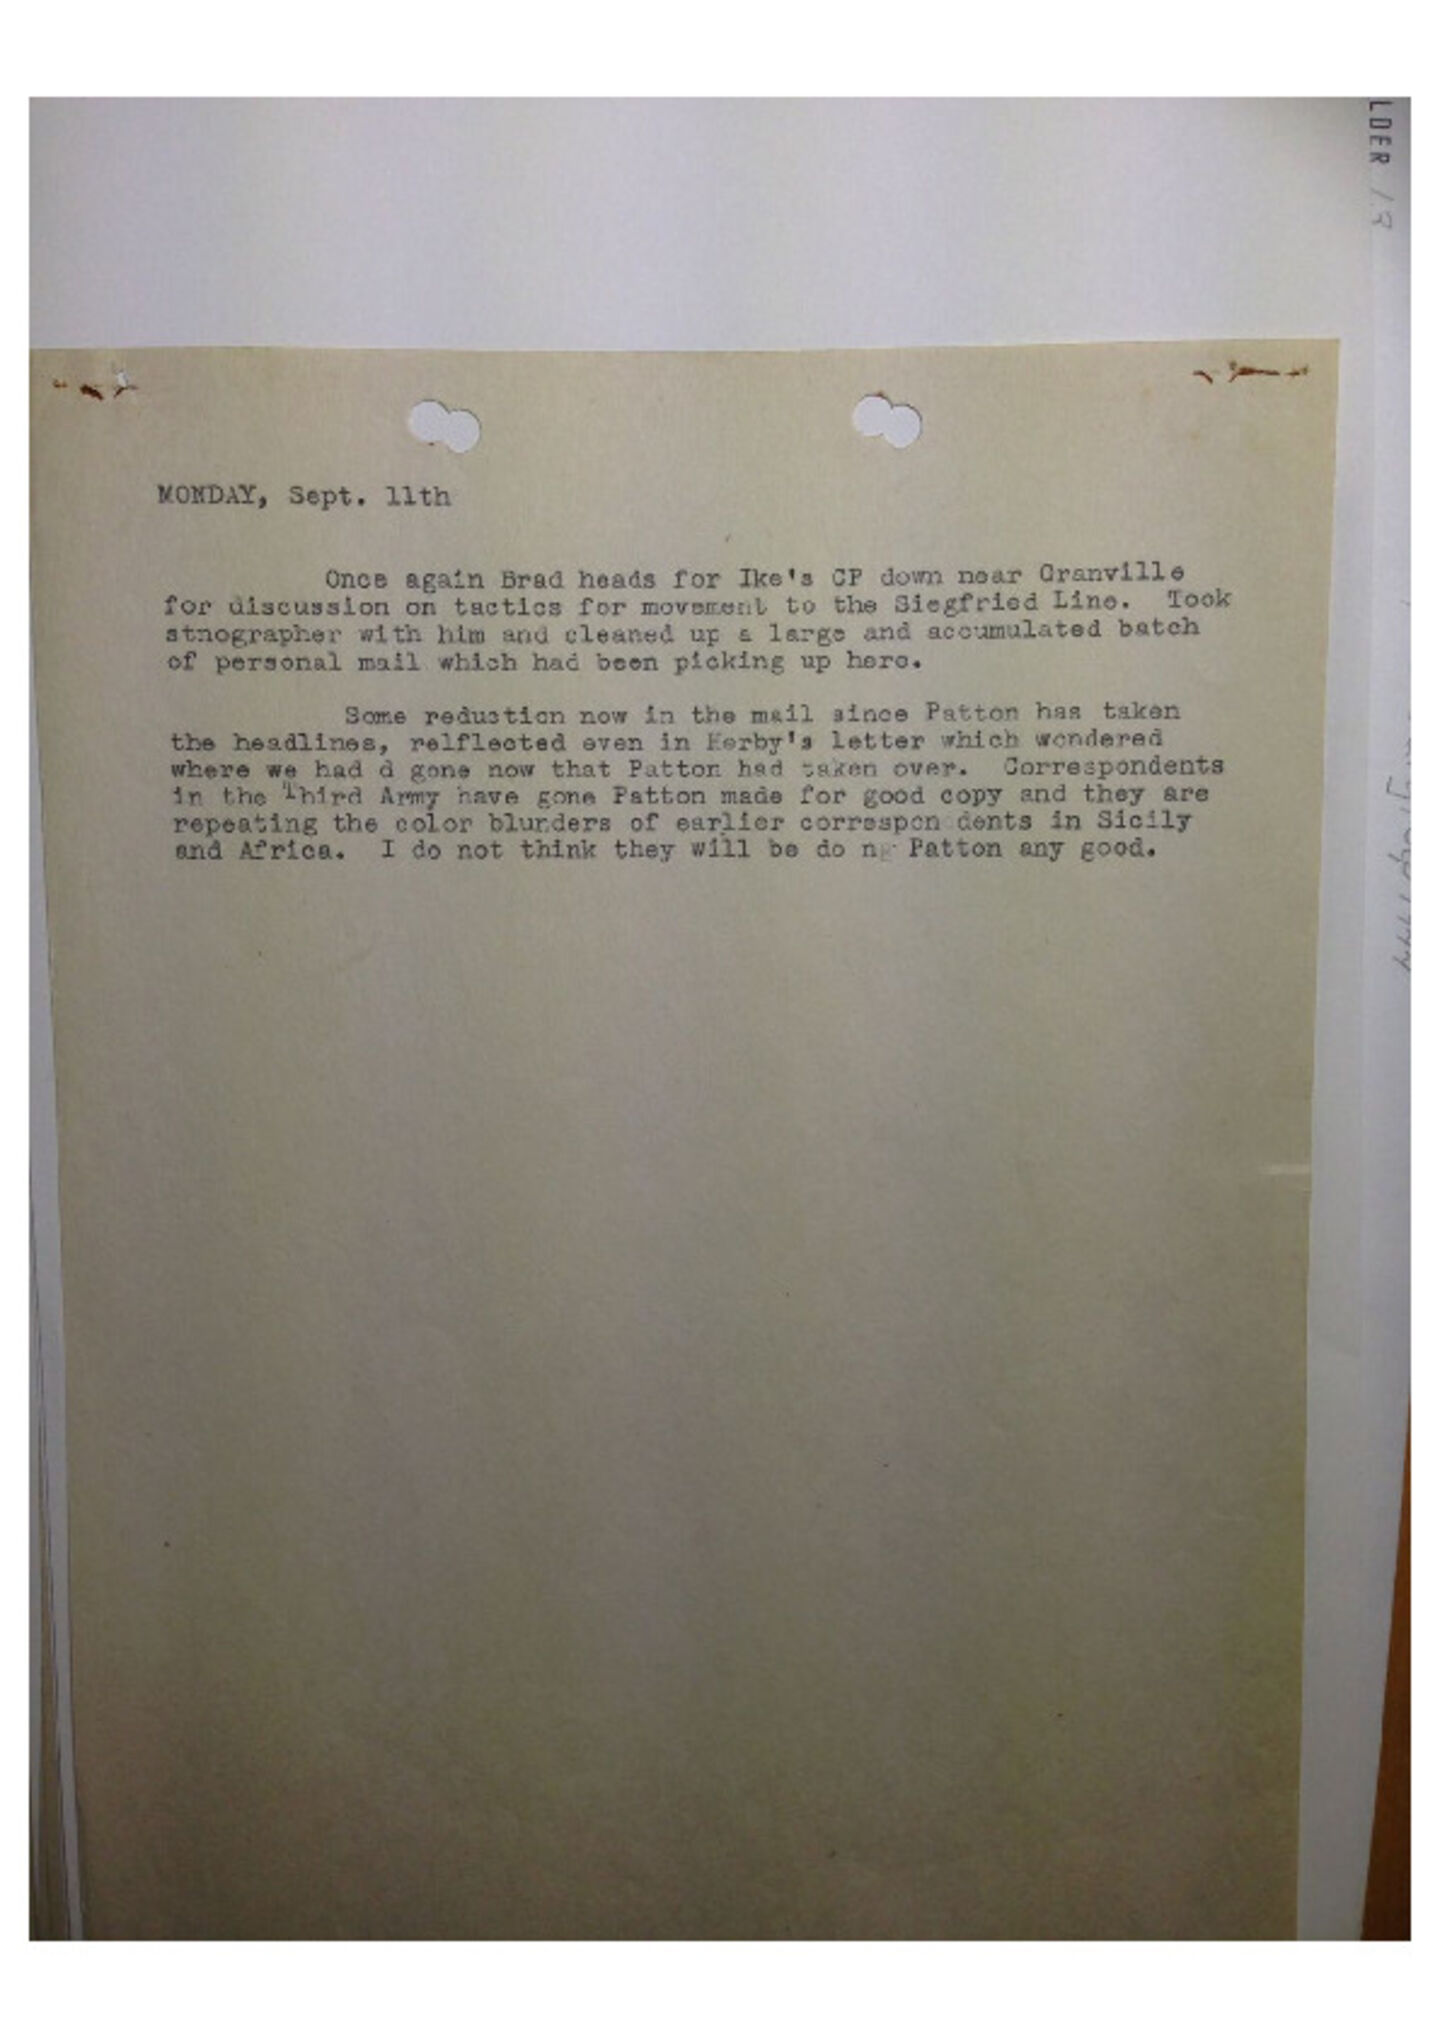 LDER 13
MONDAY, Sept. 11th
Once again Brad heads for Ike's CP down near Granville
for discussion on tactics for movement to the Siegfried Line. Took
stnographer with him and cleaned up a large and accumulated batch
of personal mail which had been picking up here.
Some reduction now in the mail since Patton has taken
the headlines, relflected even in Kerby's letter which wondered
where we had d gone now that Patton had taken over. Correspondents
in the Third Army have gone Patton made for good copy and they are
repeating the color blunders of earlier correspon dents in Sicily
and Africa. I do not think they will be do ng Patton any good.